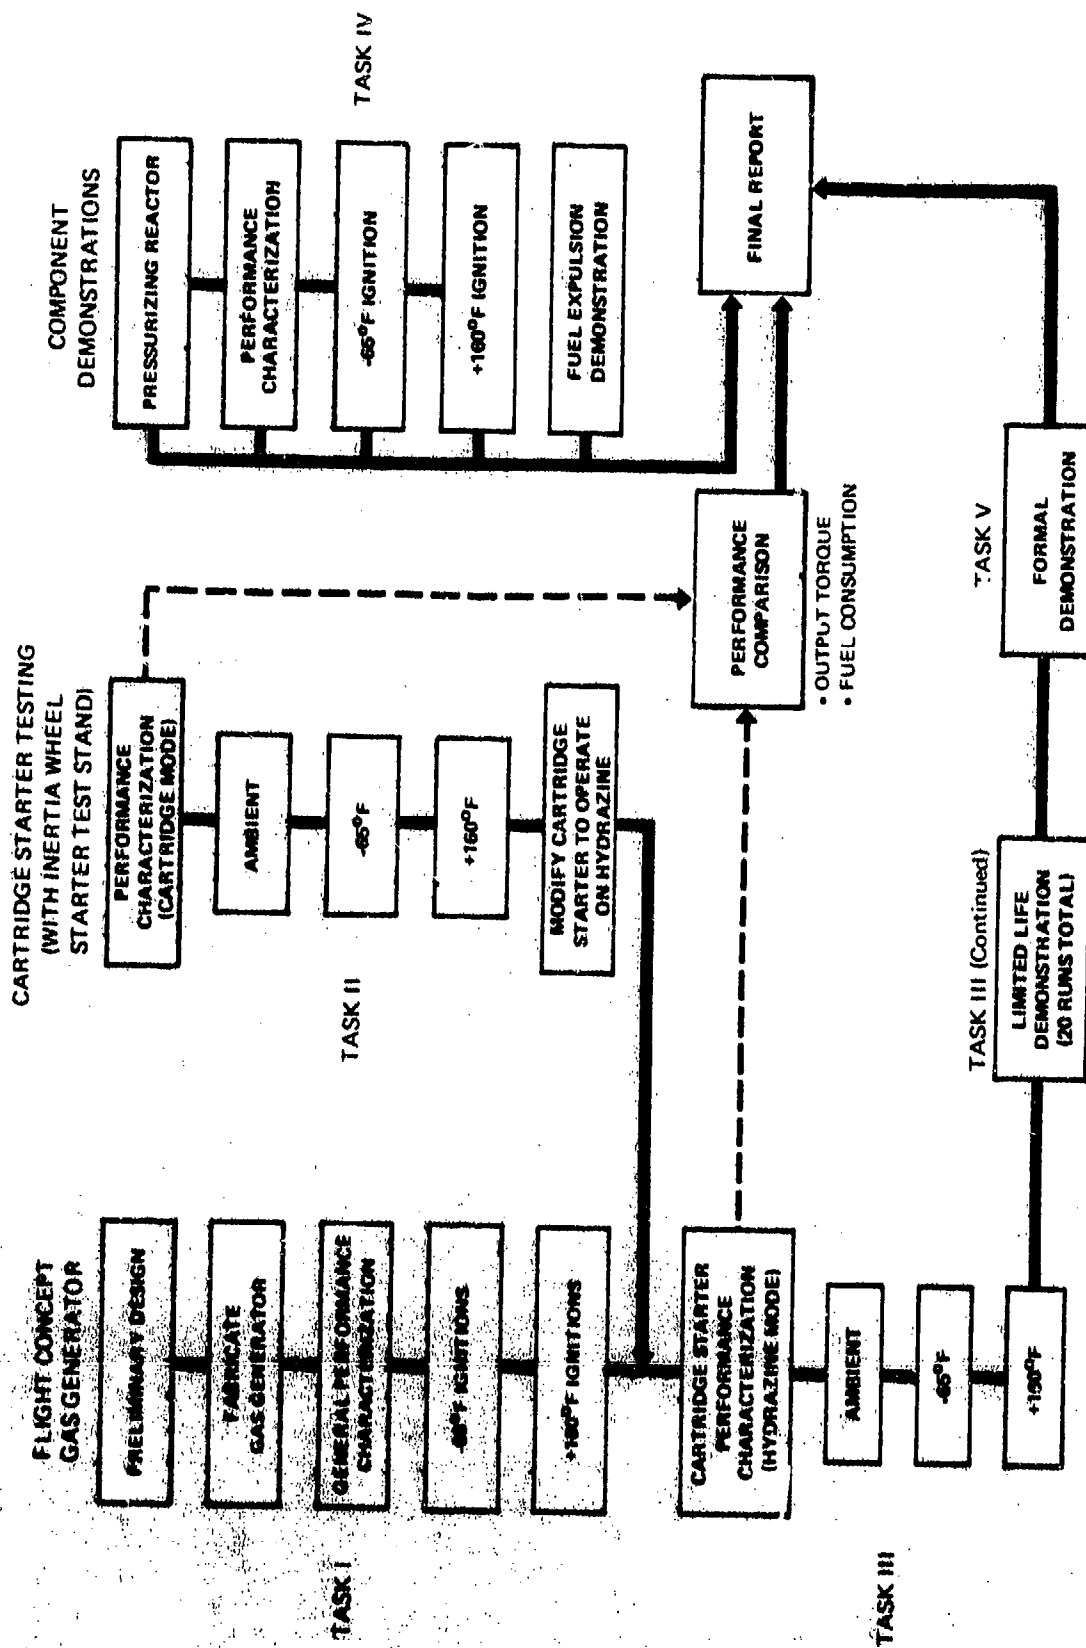 FLIGHT CONCEPT
GAS GENERATOR
PRELIMINARY DESIGN
FABRICATE
GAS GENERATOR
GENERAL PERFORMANCE
CHARACTERIZATION
-65°F IGNITIONS
+160°F IGNITIONS
TASK I
CARTRIDGE STARTER TESTING
(WITH INERTIA WHEEL
STARTER TEST STAND)
PERFORMANCE
CHARACTERIZATION
(CARTRIDGE MODE)
AMBIENT
-65°F
+160°F
MODIFY CARTRIDGE
STARTER TO OPERATE
ON HYDRAZINE
TASK II
COMPONENT
DEMONSTRATIONS
PRESSURIZING REACTOR
PERFORMANCE
CHARACTERIZATION
-65°F IGNITION
+160°F IGNITION
FUEL EXPULSION
DEMONSTRATION
TASK IV
CARTRIDGE STARTER
PERFORMANCE
CHARACTERIZATION
(HYDRAZINE MODE)
AMBIENT
-65°F
+160°F
TASK III
PERFORMANCE
COMPARISON
• OUTPUT TORQUE
• FUEL CONSUMPTION
FINAL REPORT
TASK III (Continued)
LIMITED LIFE
DEMONSTRATION
(20 RUNS TOTAL)
TASK V
FORMAL
DEMONSTRATION